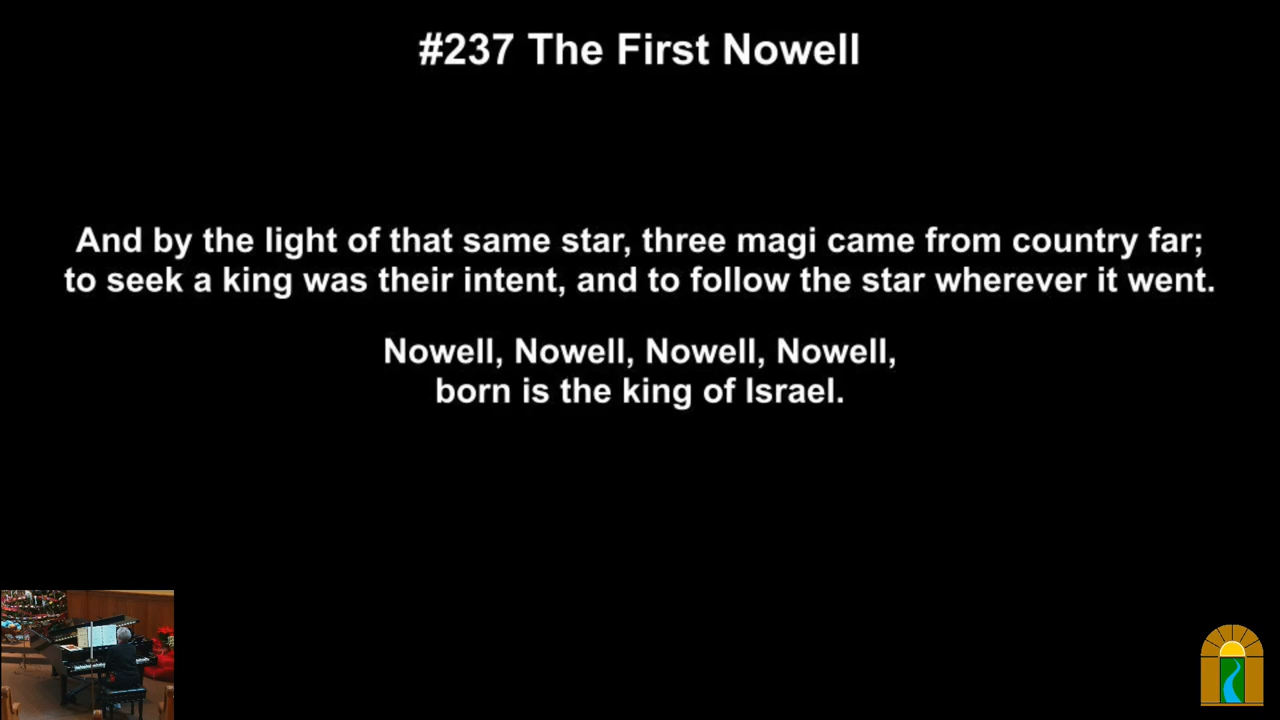 #237 The First Nowell
And by the light of that same star, three magi came from country far;
to seek a king was their intent, and to follow the star wherever it went.
Nowell, Nowell, Nowell, Nowell,
born is the king of Israel.